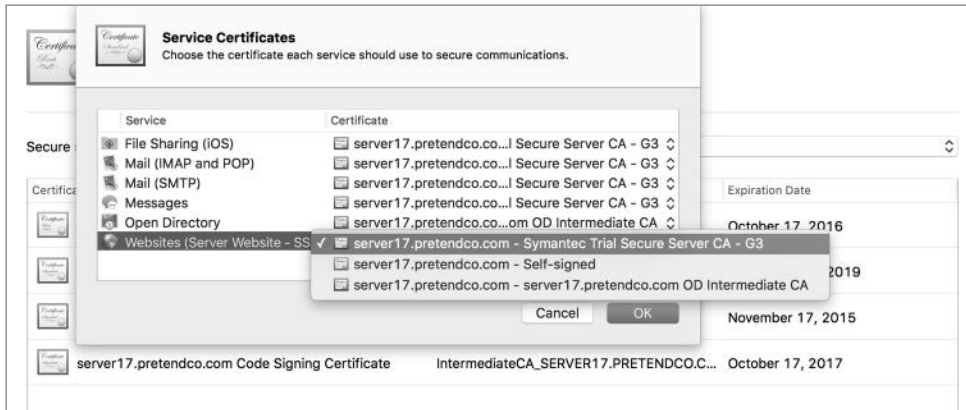 Service Certificates
Choose the certificate each service should use to secure communications.
Service Certificate
File Sharing (iOS) server17.pretendco.co...l Secure Server CA - G3
Secure Mail (IMAP and POP) server17.pretendco.co...l Secure Server CA - G3
Mail (SMTP) server17.pretendco.co...l Secure Server CA - G3
Certifica Messages server17.pretendco.co...l Secure Server CA - G3 Expiration Date
Open Directory server17.pretendco.co...om OD Intermediate CA October 17, 2016
Websites (Server Website - SS ✓ server17.pretendco.com - Symantec Trial Secure Server CA - G3
server17.pretendco.com - Self-signed 2019
server17.pretendco.com - server17.pretendco.com OD Intermediate CA
Cancel OK November 17, 2015
server17.pretendco.com Code Signing Certificate IntermediateCA_SERVER17.PRETENDCO.C... October 17, 2017